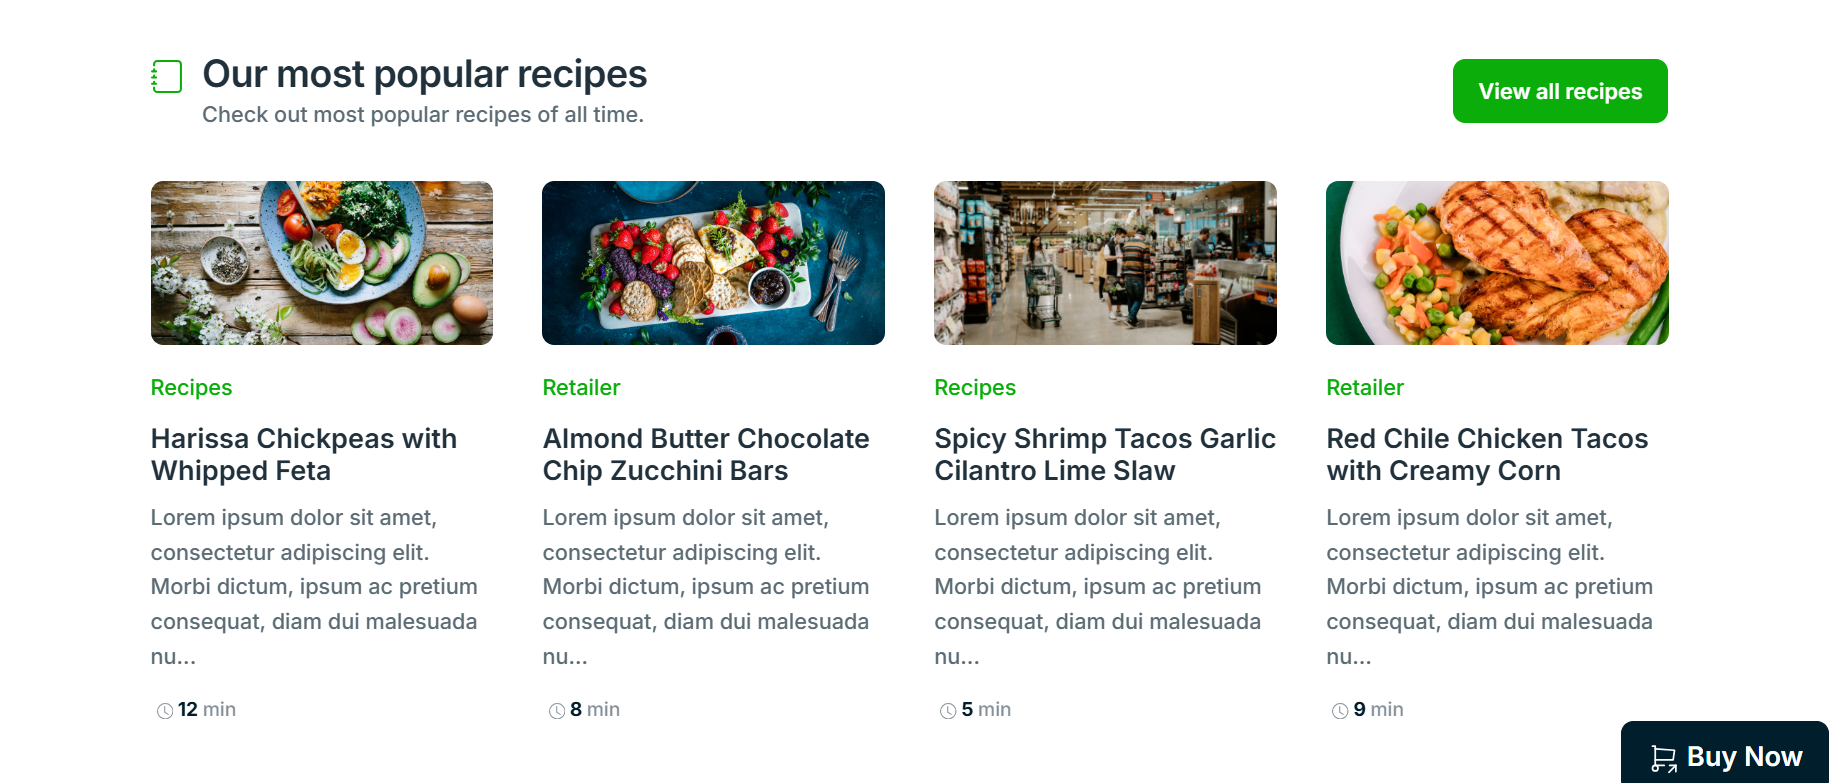 Our most popular recipes
Check out most popular recipes of all time.
View all recipes
Recipes
Harissa Chickpeas with
Whipped Feta
Lorem ipsum dolor sit amet,
consectetur adipiscing elit.
Morbi dictum, ipsum ac pretium
consequat, diam dui malesuada
nu...
12 min
Retailer
Almond Butter Chocolate
Chip Zucchini Bars
Lorem ipsum dolor sit amet,
consectetur adipiscing elit.
Morbi dictum, ipsum ac pretium
consequat, diam dui malesuada
nu...
8 min
Recipes
Spicy Shrimp Tacos Garlic
Cilantro Lime Slaw
Lorem ipsum dolor sit amet,
consectetur adipiscing elit.
Morbi dictum, ipsum ac pretium
consequat, diam dui malesuada
nu...
5 min
Retailer
Red Chile Chicken Tacos
with Creamy Corn
Lorem ipsum dolor sit amet,
consectetur adipiscing elit.
Morbi dictum, ipsum ac pretium
consequat, diam dui malesuada
nu...
9 min
Buy Now